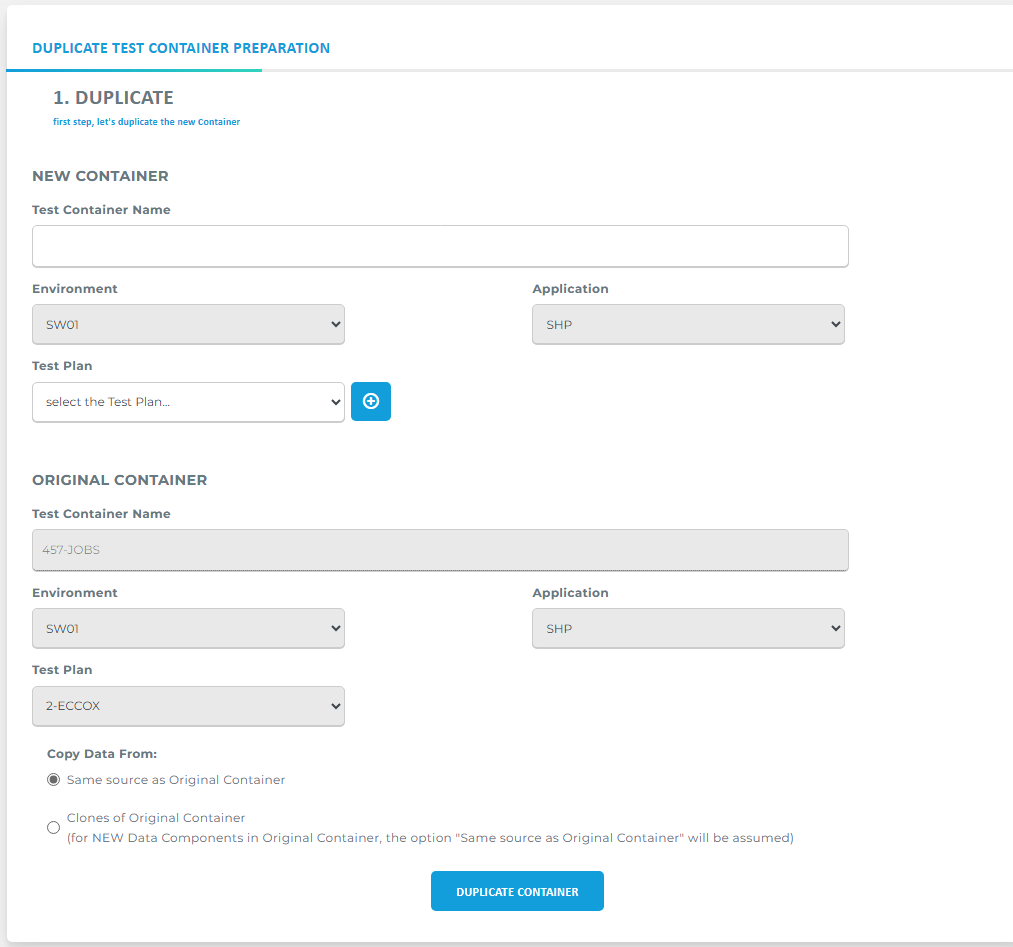 DUPLICATE TEST CONTAINER PREPARATION
1. DUPLICATE
first step, let's duplicate the new Container
NEW CONTAINER
Test Container Name
Environment Application
SW01 SHP
Test Plan
select the Test Plan...
ORIGINAL CONTAINER
Test Container Name
457-JOBS
Environment Application
SW01 SHP
Test Plan
2-ECCOX
Copy Data From:
Same source as Original Container
Clones of Original Container
(for NEW Data Components in Original Container, the option "Same source as Original Container" will be assumed)
DUPLICATE CONTAINER